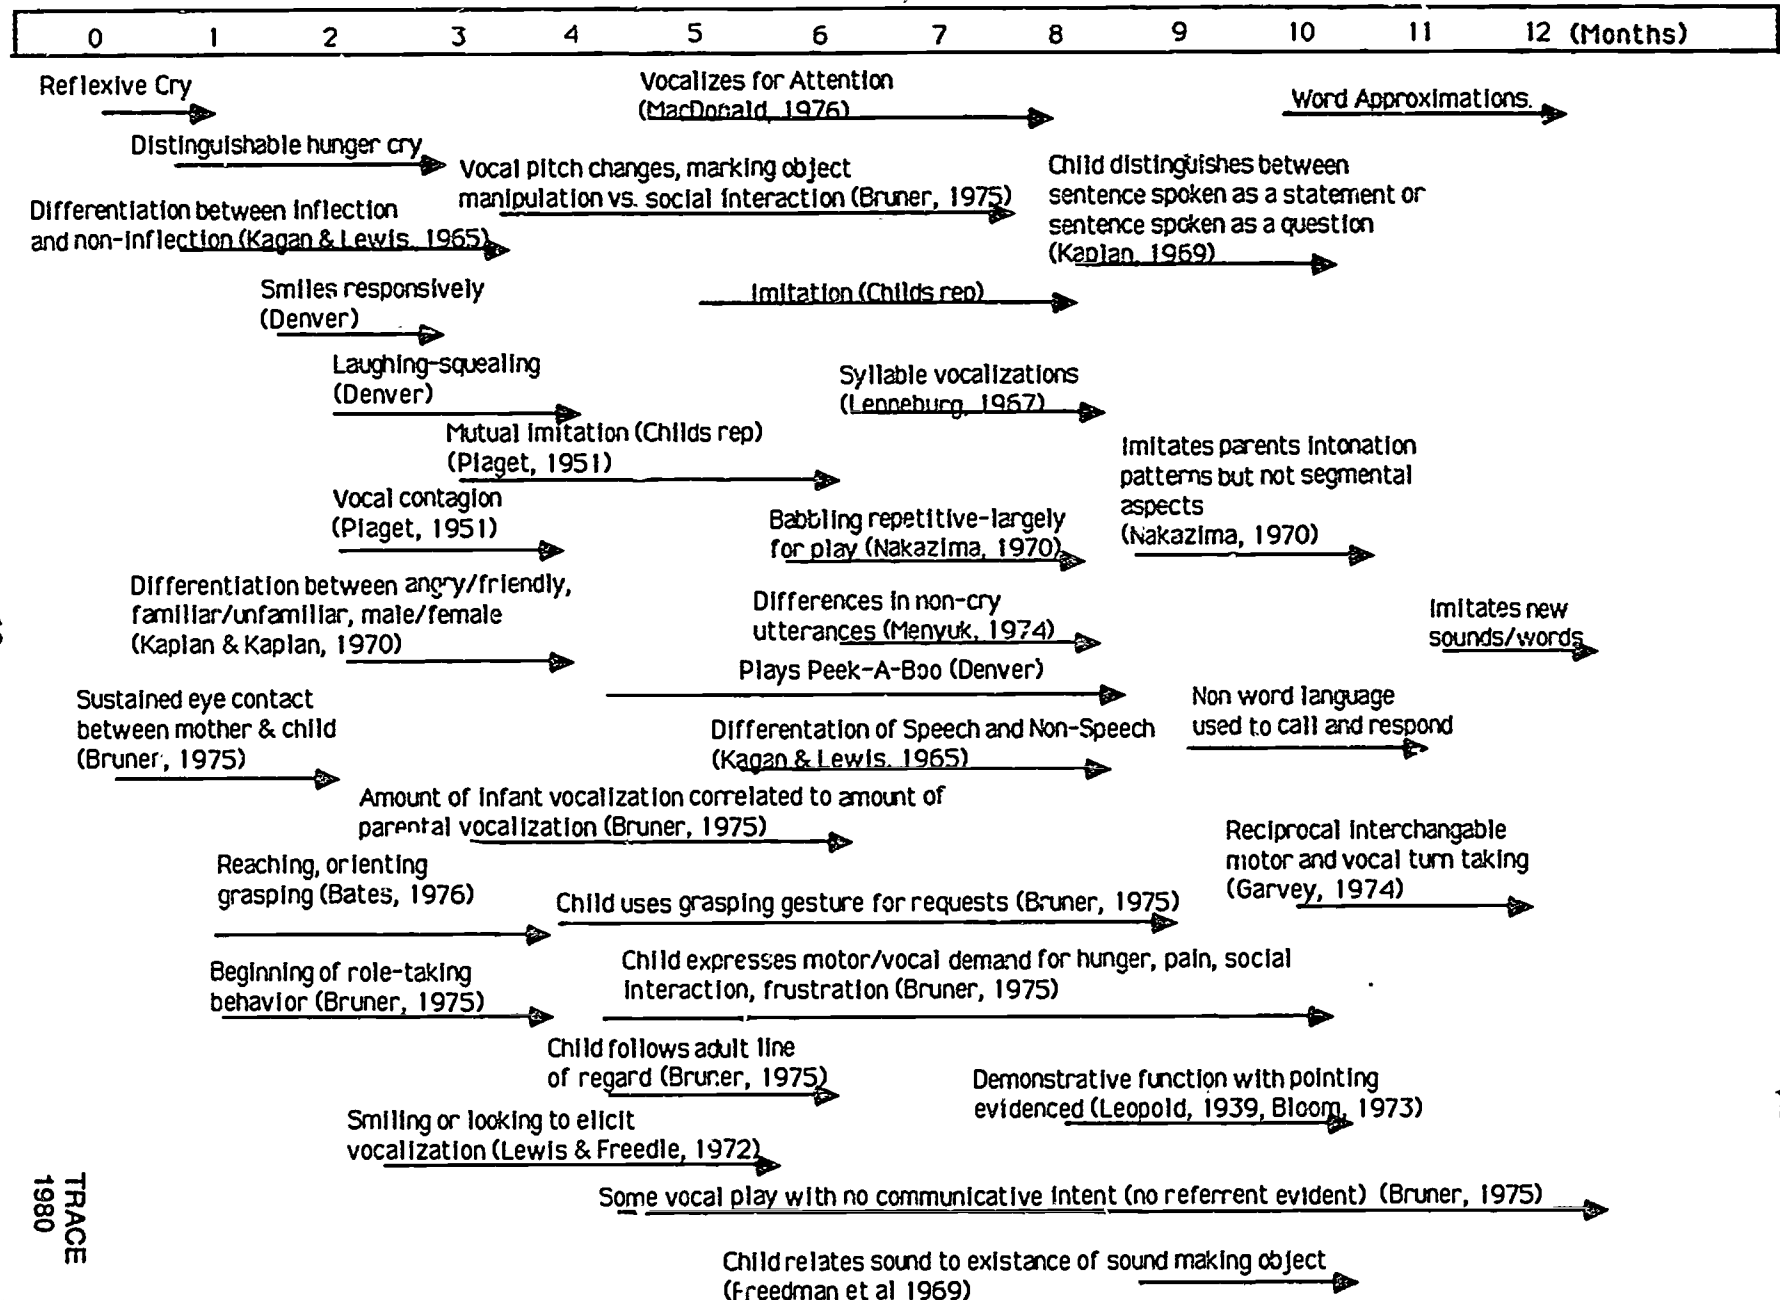 0 1 2 3 4 5 6 7 8 9 10 11 12 (Months)
Reflexive Cry
Vocalizes for Attention
(MacDonald, 1976)
Word Approximations.
Distinguishable hunger cry
Vocal pitch changes, marking object
manipulation vs. social interaction (Bruner, 1975)
Child distinguishes between
sentence spoken as a statement or
sentence spoken as a question
(Kaplan, 1969)
Differentiation between inflection
and non-inflection (Kagan & Lewis, 1965)
Smiles responsively
(Denver)
Imitation (Childs rep)
Laughing-squealing
(Denver)
Syllable vocalizations
(Lenneburg, 1967)
Mutual imitation (Childs rep)
(Piaget, 1951)
Imitates parents intonation
patterns but not segmental
aspects
(Nakazima, 1970)
Vocal contagion
(Piaget, 1951)
Babbling repetitive-largely
for play (Nakazima, 1970)
Differentiation between angry/friendly,
familiar/unfamiliar, male/female
(Kaplan & Kaplan, 1970)
Differences in non-cry
utterances (Menyuk, 1974)
Imitates new
sounds/words
Plays Peek-A-Boo (Denver)
Sustained eye contact
between mother & child
(Bruner, 1975)
Non word language
used to call and respond
Differentation of Speech and Non-Speech
(Kagan & Lewis, 1965)
Amount of infant vocalization correlated to amount of
parental vocalization (Bruner, 1975)
Reciprocal interchangable
motor and vocal turn taking
(Garvey, 1974)
Reaching, orienting
grasping (Bates, 1976)
Child uses grasping gesture for requests (Bruner, 1975)
Beginning of role-taking
behavior (Bruner, 1975)
Child expresses motor/vocal demand for hunger, pain, social
interaction, frustration (Bruner, 1975)
Child follows adult line
of regard (Bruner, 1975)
Demonstrative function with pointing
evidenced (Leopold, 1939, Bloom, 1973)
Smiling or looking to elicit
vocalization (Lewis & Freedle, 1972)
Some vocal play with no communicative intent (no referrent evident) (Bruner, 1975)
Child relates sound to existance of sound making object
(Freedman et al 1969)
TRACE
1980